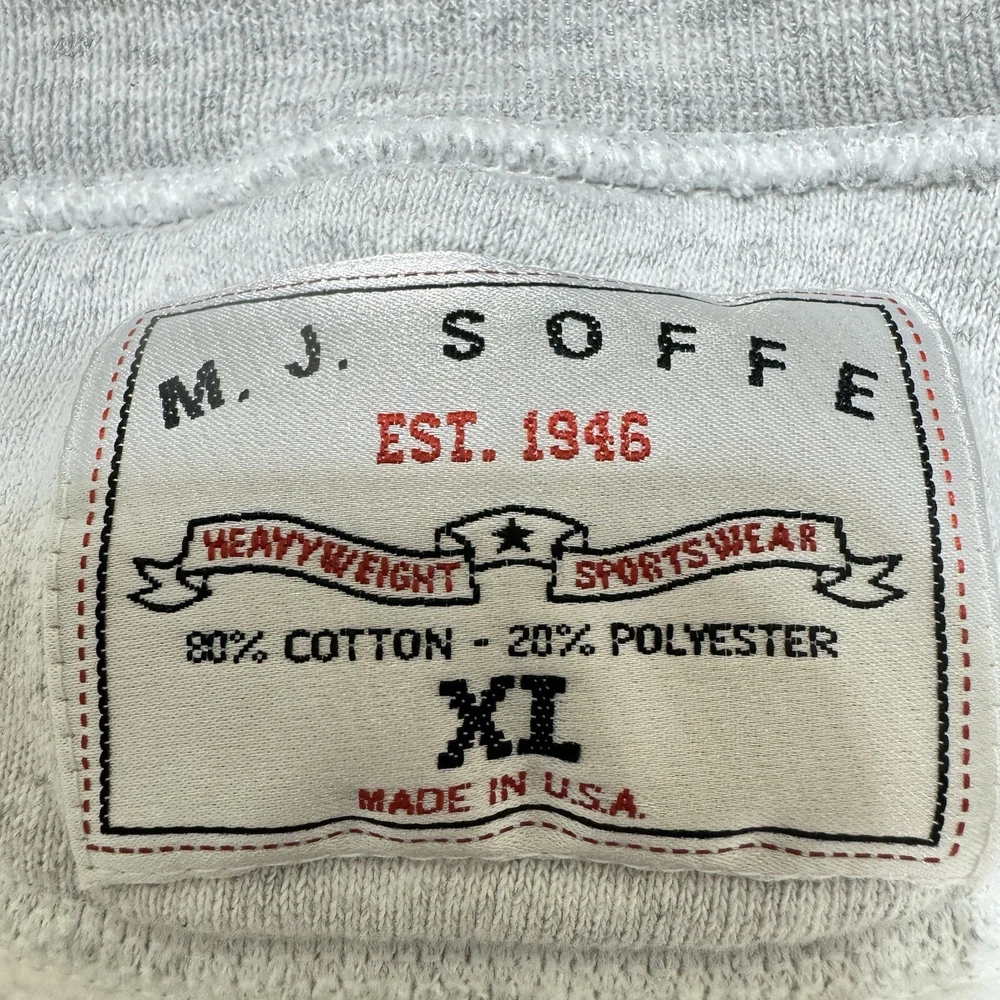 M. J. SOFFE
EST. 1946
HEAVYWEIGHT ★ SPORTSWEAR
80% COTTON - 20% POLYESTER
XL
MADE IN U.S.A.